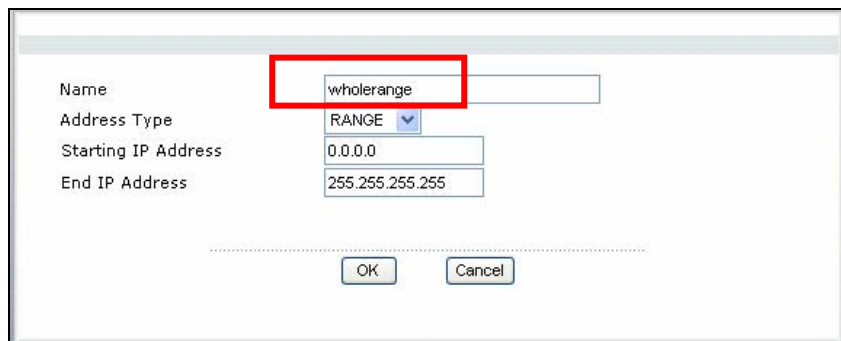 Name wholerange
Address Type RANGE
Starting IP Address 0.0.0.0
End IP Address 255.255.255.255
OK Cancel